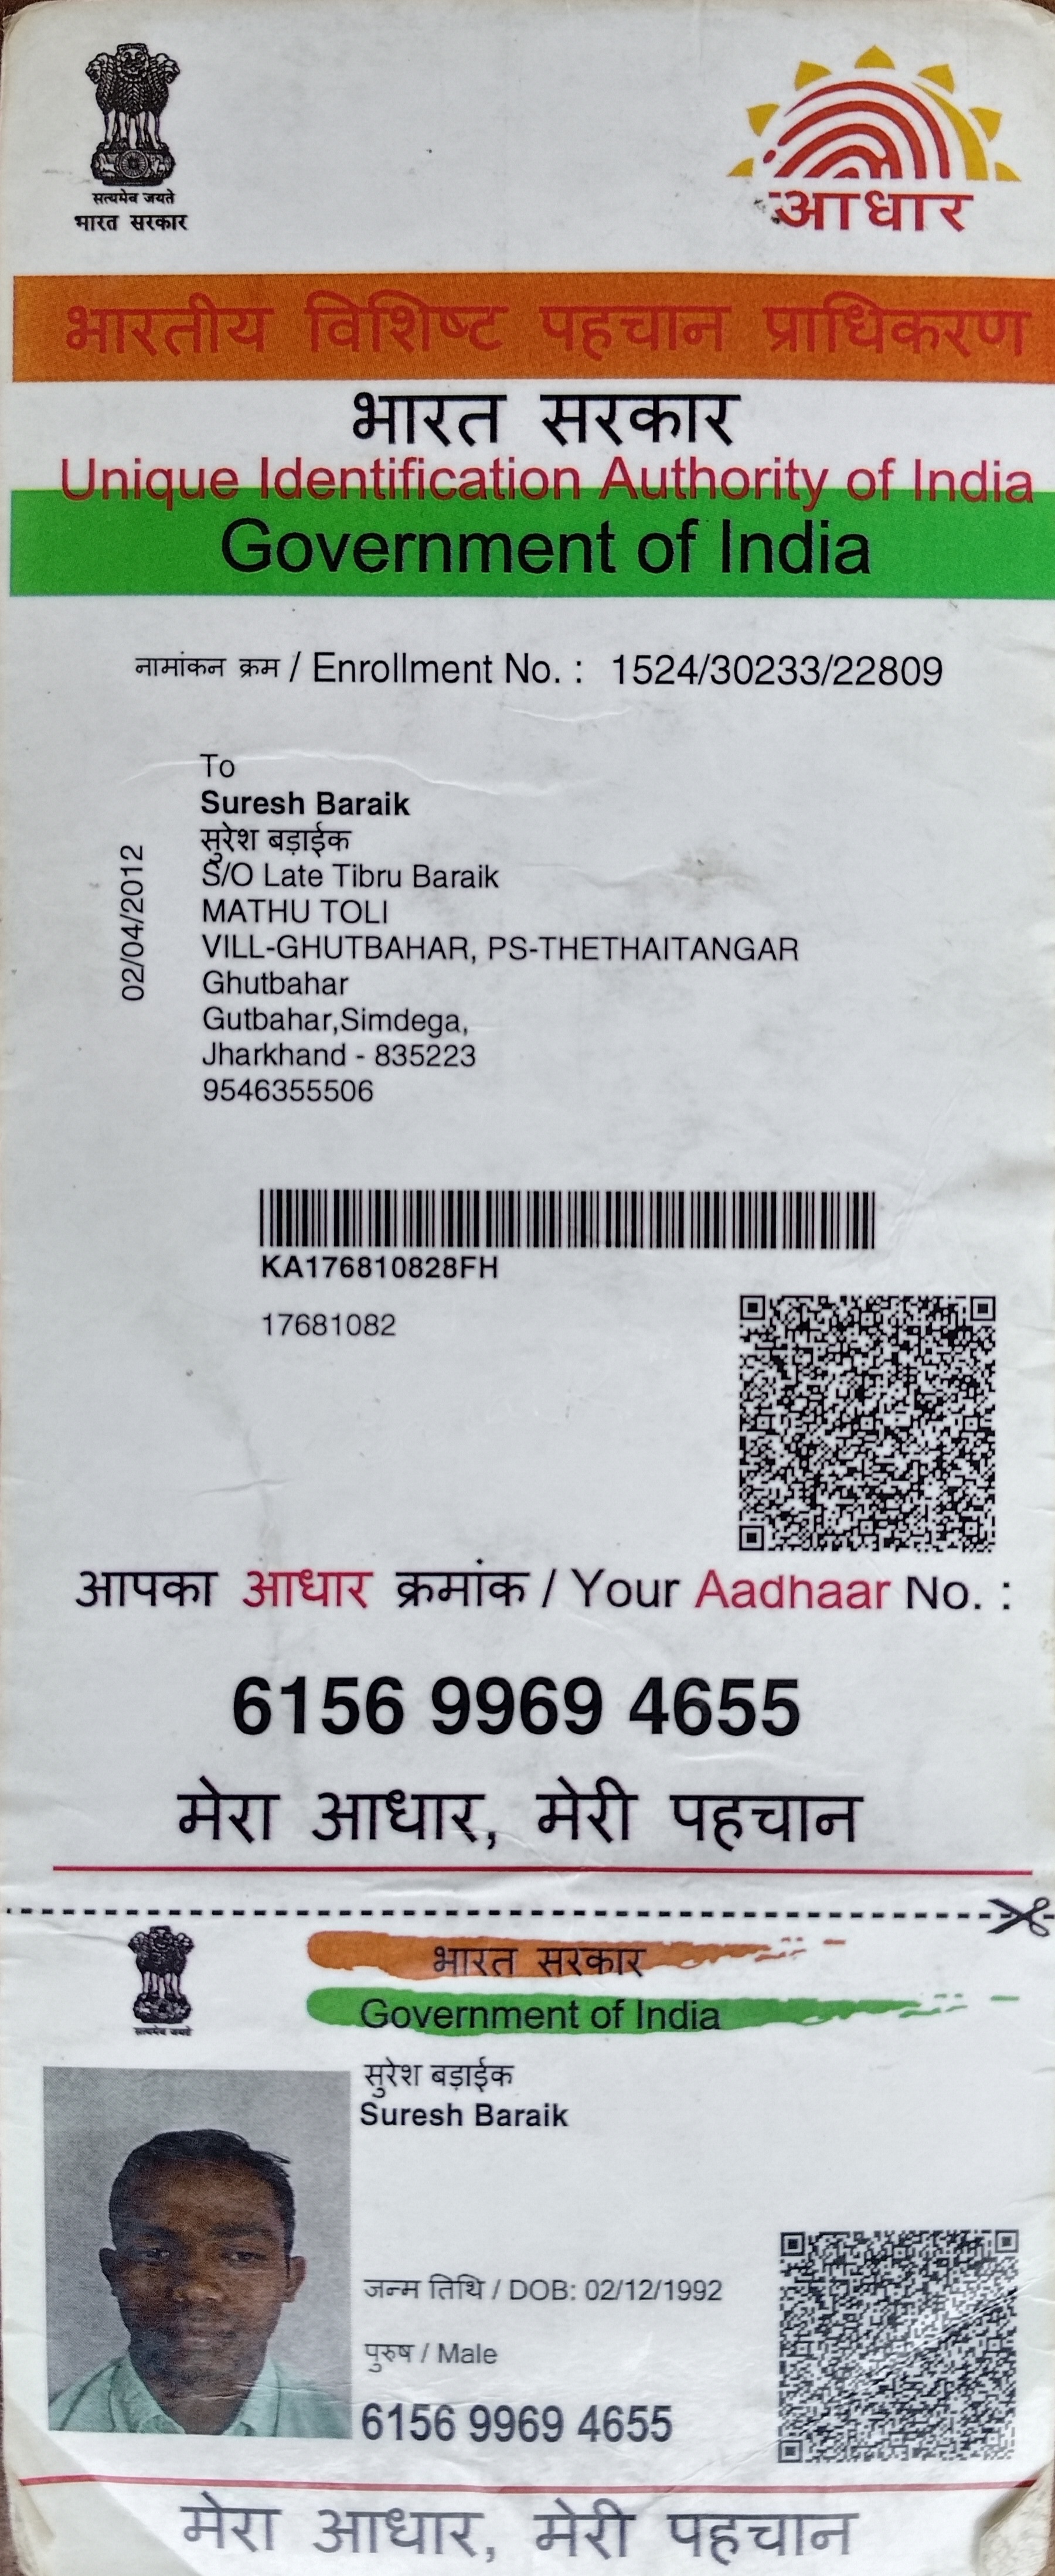 सत्यमेव जयते
भारत सरकार
आधार
भारतीय विशिष्ट पहचान प्राधिकरण
भारत सरकार
Unique Identification Authority of India
Government of India
नामांकन क्रम / Enrollment No. : 1524/30233/22809
02/04/2012
To
Suresh Baraik
सुरेश बड़ाईक
S/O Late Tibru Baraik
MATHU TOLI
VILL-GHUTBAHAR, PS-THETHAITANGAR
Ghutbahar
Gutbahar,Simdega,
Jharkhand - 835223
9546355506
KA176810828FH
17681082
आपका आधार क्रमांक / Your Aadhaar No. :
6156 9969 4655
मेरा आधार, मेरी पहचान
सत्यमेव जयते
भारत सरकार
Government of India
सुरेश बड़ाईक
Suresh Baraik
जन्म तिथि / DOB: 02/12/1992
पुरुष / Male
6156 9969 4655
मेरा आधार, मेरी पहचान